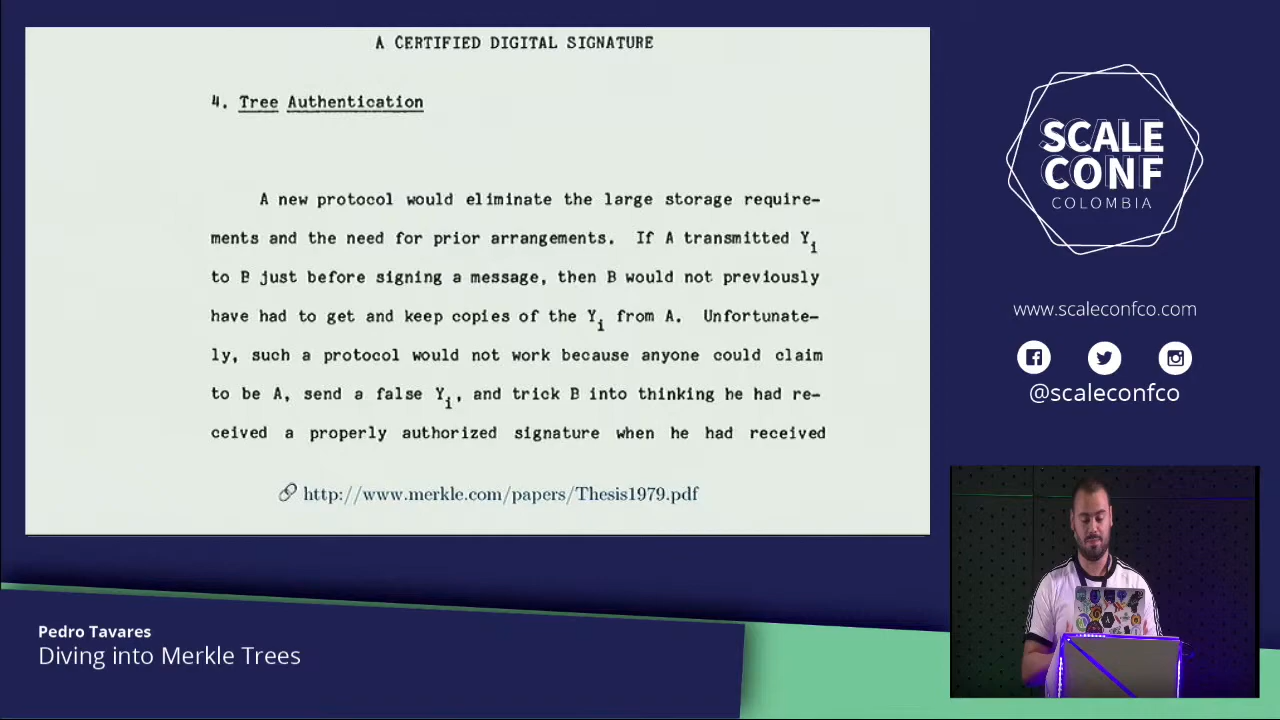 A CERTIFIED DIGITAL SIGNATURE
4. Tree Authentication
A new protocol would eliminate the large storage require-
ments and the need for prior arrangements. If A transmitted Yi
to B just before signing a message, then B would not previously
have had to get and keep copies of the Yi from A. Unfortunate-
ly, such a protocol would not work because anyone could claim
to be A, send a false Yi, and trick B into thinking he had re-
ceived a properly authorized signature when he had received
http://www.merkle.com/papers/Thesis1979.pdf
SCALE
CONF
COLOMBIA
www.scaleconfco.com
@scaleconfco
Pedro Tavares
Diving into Merkle Trees